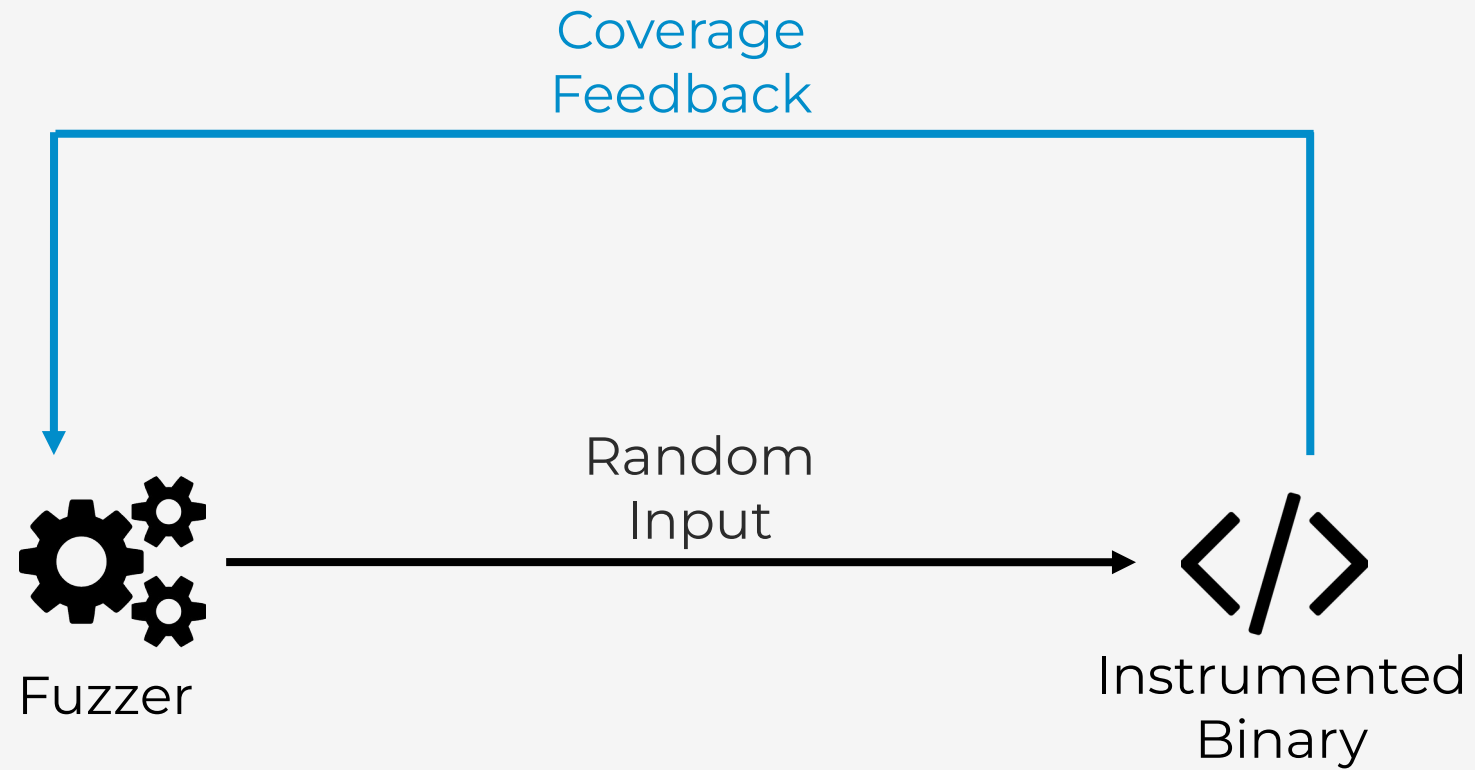 Coverage
Feedback
Random
Input
Fuzzer
Instrumented
Binary